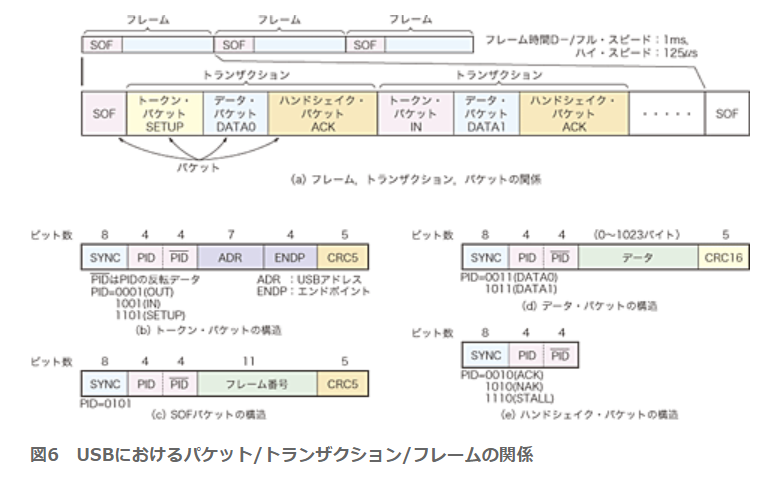 フレーム フレーム フレーム
SOF SOF SOF
フレーム時間D−/フル・スピード：1ms,
ハイ・スピード：125μs
トランザクション トランザクション
SOF
トークン・
パケット
SETUP
データ・
パケット
DATA0
ハンドシェイク・
パケット
ACK
トークン・
パケット
IN
データ・
パケット
DATA1
ハンドシェイク・
パケット
ACK
・・・・・
SOF
パケット
(a) フレーム，トランザクション，パケットの関係
ビット数 8 4 4 7 4 5
SYNC PID PID ADR ENDP CRC5
PIDはPIDの反転データ
PID=0001(OUT)
1001(IN)
1101(SETUP)
ADR ：USBアドレス
ENDP：エンドポイント
(b) トークン・パケットの構造
ビット数 8 4 4 11 5
SYNC PID PID フレーム番号 CRC5
PID=0101
(c) SOFパケットの構造
ビット数 8 4 4 (0〜1023バイト) 5
SYNC PID PID データ CRC16
PID=0011(DATA0)
1011(DATA1)
(d) データ・パケットの構造
ビット数 8 4 4
SYNC PID PID
PID=0010(ACK)
1010(NAK)
1110(STALL)
(e) ハンドシェイク・パケットの構造
図6 USBにおけるパケット/トランザクション/フレームの関係